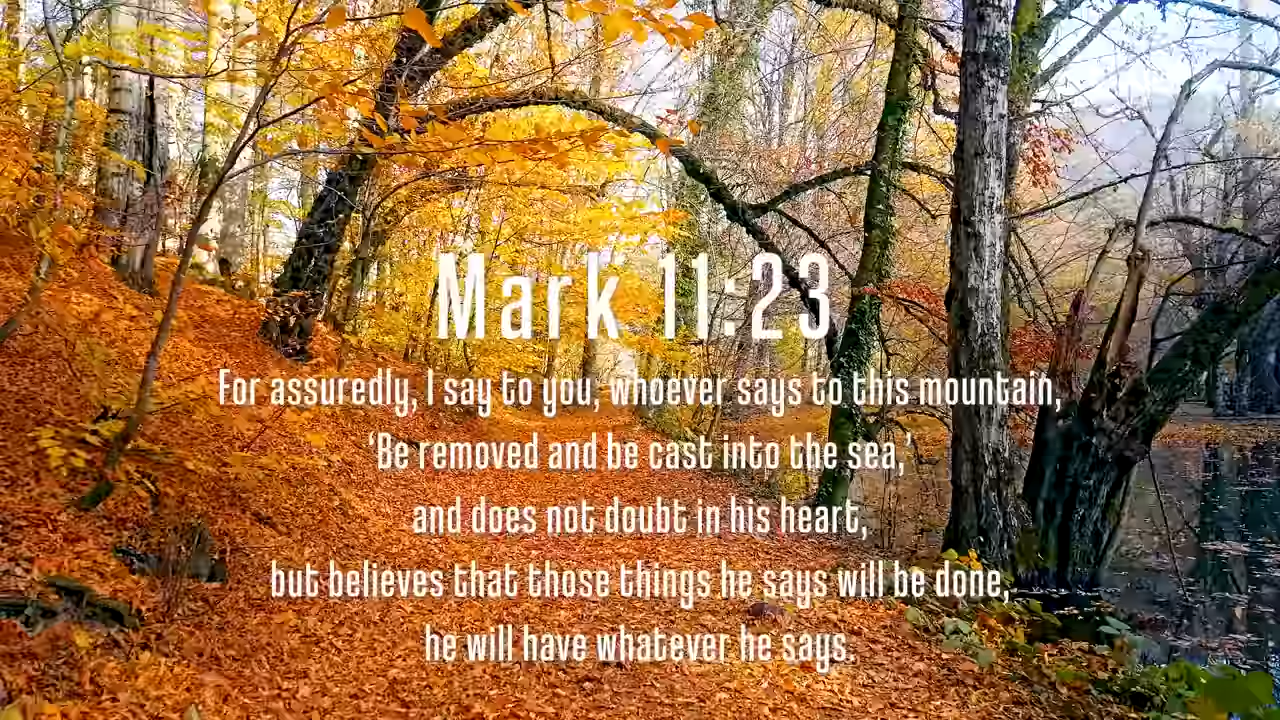 Mark 11:23
For assuredly, I say to you, whoever says to this mountain,
‘Be removed and be cast into the sea,’
and does not doubt in his heart,
but believes that those things he says will be done,
he will have whatever he says.